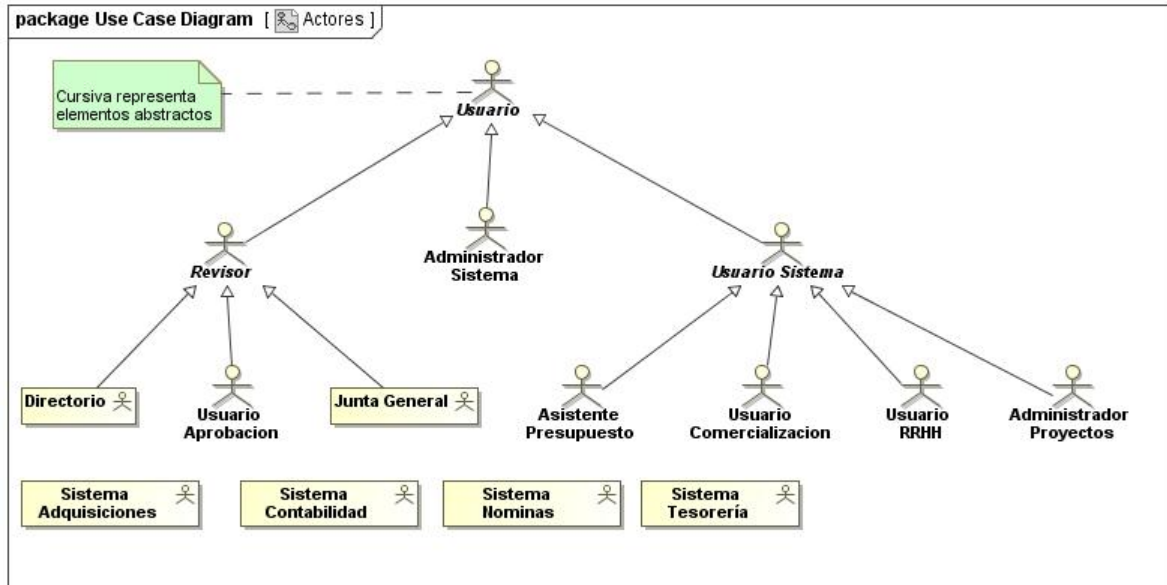 package Use Case Diagram [ Actores ]
Cursiva representa
elementos abstractos
Usuario
Revisor
Administrador
Sistema
Usuario Sistema
Directorio
Usuario
Aprobacion
Junta General
Asistente
Presupuesto
Usuario
Comercializacion
Usuario
RRHH
Administrador
Proyectos
Sistema
Adquisiciones
Sistema
Contabilidad
Sistema
Nominas
Sistema
Tesorería